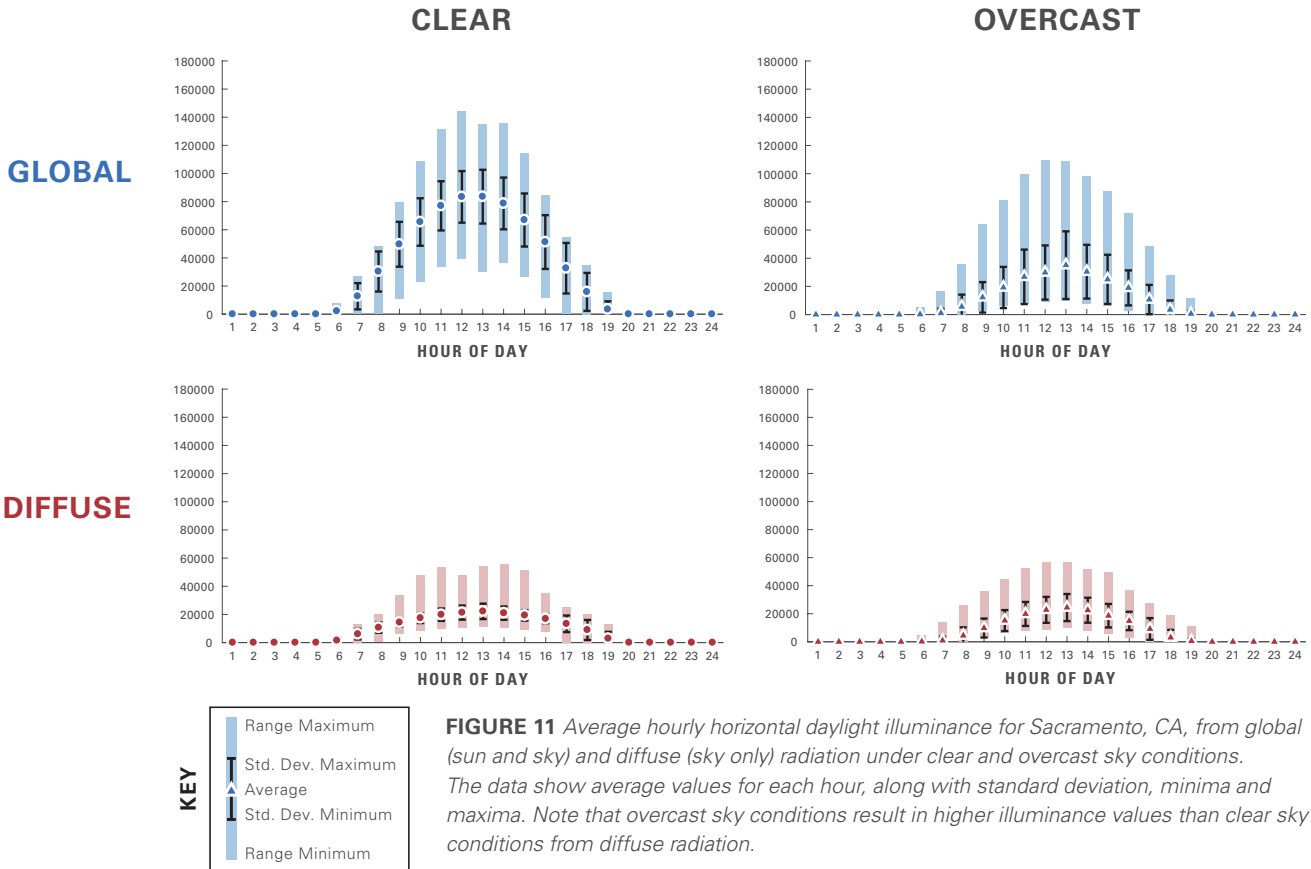 CLEAR
OVERCAST
GLOBAL
180000
160000
140000
120000
100000
80000
60000
40000
20000
0
1 2 3 4 5 6 7 8 9 10 11 12 13 14 15 16 17 18 19 20 21 22 23 24
HOUR OF DAY
180000
160000
140000
120000
100000
80000
60000
40000
20000
0
1 2 3 4 5 6 7 8 9 10 11 12 13 14 15 16 17 18 19 20 21 22 23 24
HOUR OF DAY
DIFFUSE
180000
160000
140000
120000
100000
80000
60000
40000
20000
0
1 2 3 4 5 6 7 8 9 10 11 12 13 14 15 16 17 18 19 20 21 22 23 24
HOUR OF DAY
180000
160000
140000
120000
100000
80000
60000
40000
20000
0
1 2 3 4 5 6 7 8 9 10 11 12 13 14 15 16 17 18 19 20 21 22 23 24
HOUR OF DAY
KEY
Range Maximum
Std. Dev. Maximum
Average
Std. Dev. Minimum
Range Minimum
FIGURE 11 Average hourly horizontal daylight illuminance for Sacramento, CA, from global
(sun and sky) and diffuse (sky only) radiation under clear and overcast sky conditions.
The data show average values for each hour, along with standard deviation, minima and
maxima. Note that overcast sky conditions result in higher illuminance values than clear sky
conditions from diffuse radiation.